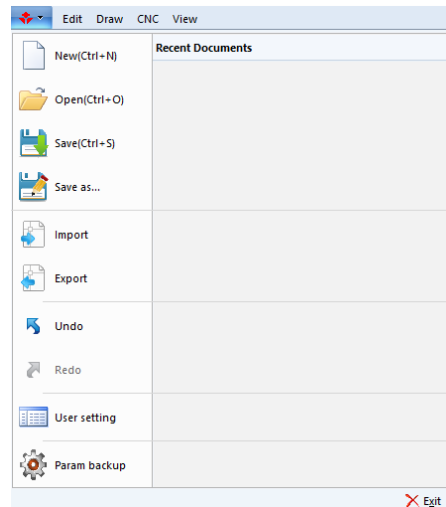 Edit Draw CNC View
New(Ctrl+N)
Recent Documents
Open(Ctrl+O)
Save(Ctrl+S)
Save as...
Import
Export
Undo
Redo
User setting
Param backup
Exit